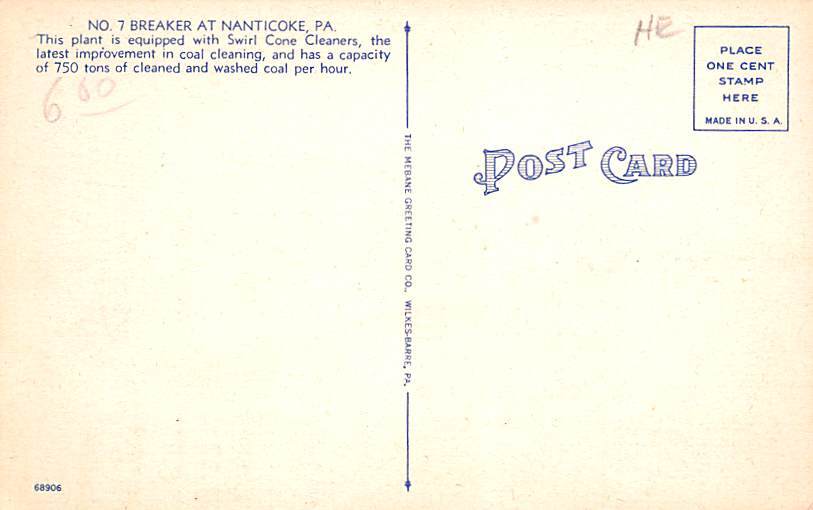 NO. 7 BREAKER AT NANTICOKE, PA.
This plant is equipped with Swirl Cone Cleaners, the
latest improvement in coal cleaning, and has a capacity
of 750 tons of cleaned and washed coal per hour.
6 00
THE MEBANE GREETING CARD CO., WILKES-BARRE, PA.
HE
PLACE
ONE CENT
STAMP
HERE
MADE IN U. S. A.
POST CARD
68906